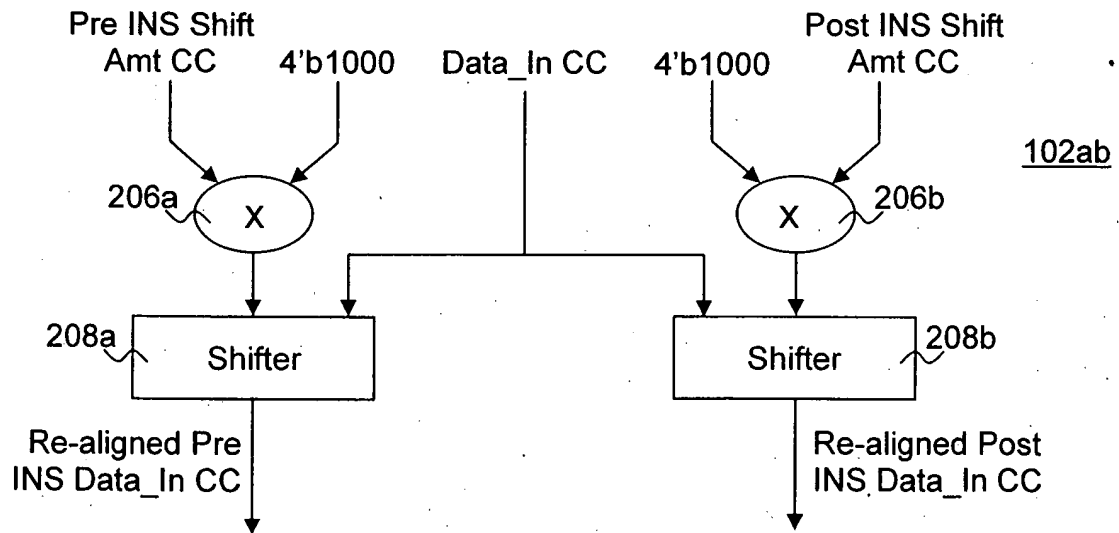 Pre INS Shift
Amt CC
4'b1000
Data_In CC
4'b1000
Post INS Shift
Amt CC
102ab
206a
X
X
206b
208a
Shifter
Shifter
208b
Re-aligned Pre
INS Data_In CC
Re-aligned Post
INS Data_In CC